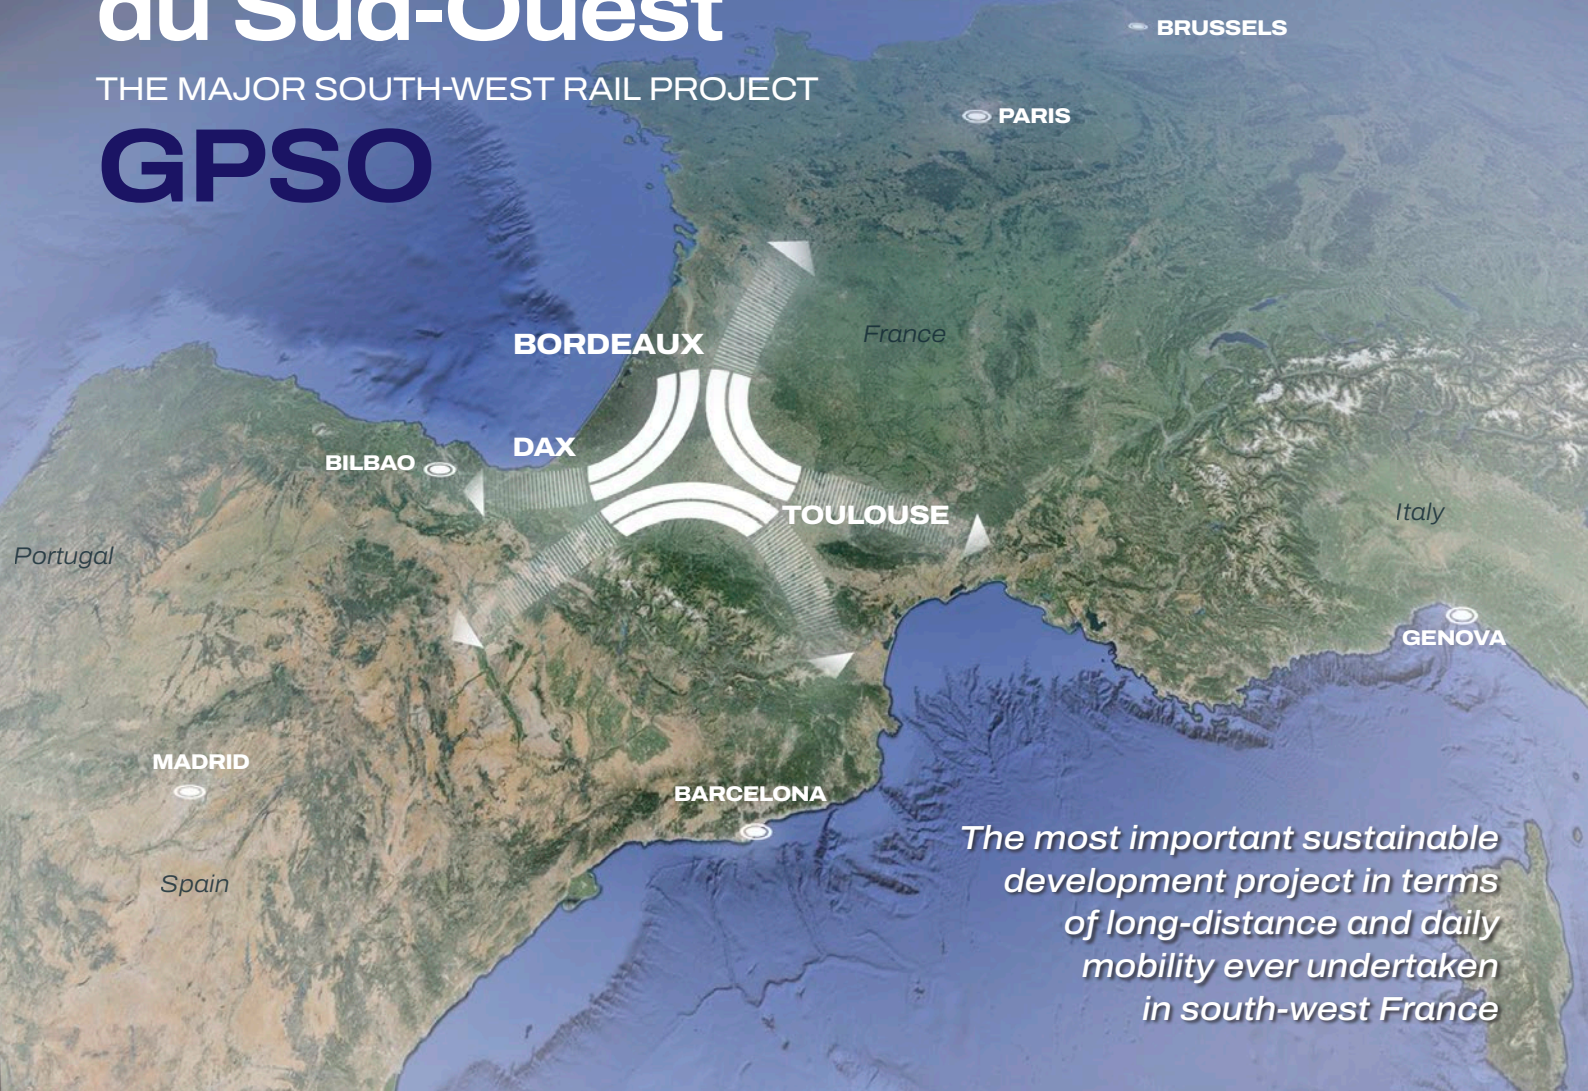 du Sud-Ouest
THE MAJOR SOUTH-WEST RAIL PROJECT
GPSO
BRUSSELS
PARIS
BORDEAUX
France
DAX
BILBAO
TOULOUSE
Italy
Portugal
GENOVA
MADRID
BARCELONA
Spain
The most important sustainable
development project in terms
of long-distance and daily
mobility ever undertaken
in south-west France